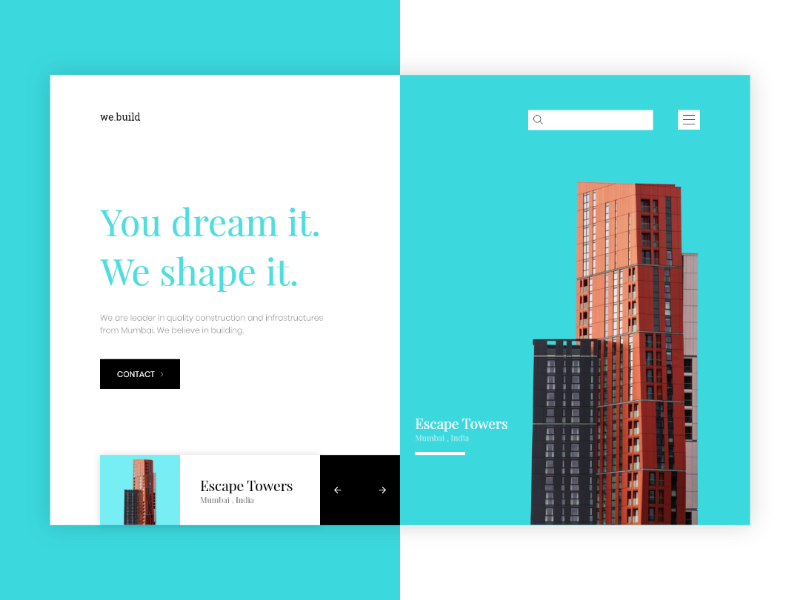 we.build
You dream it.
We shape it.
We are leader in quality construction and infrastructures
from Mumbai. We believe in building.
CONTACT
Escape Towers
Mumbai , India
Escape Towers
Mumbai , India